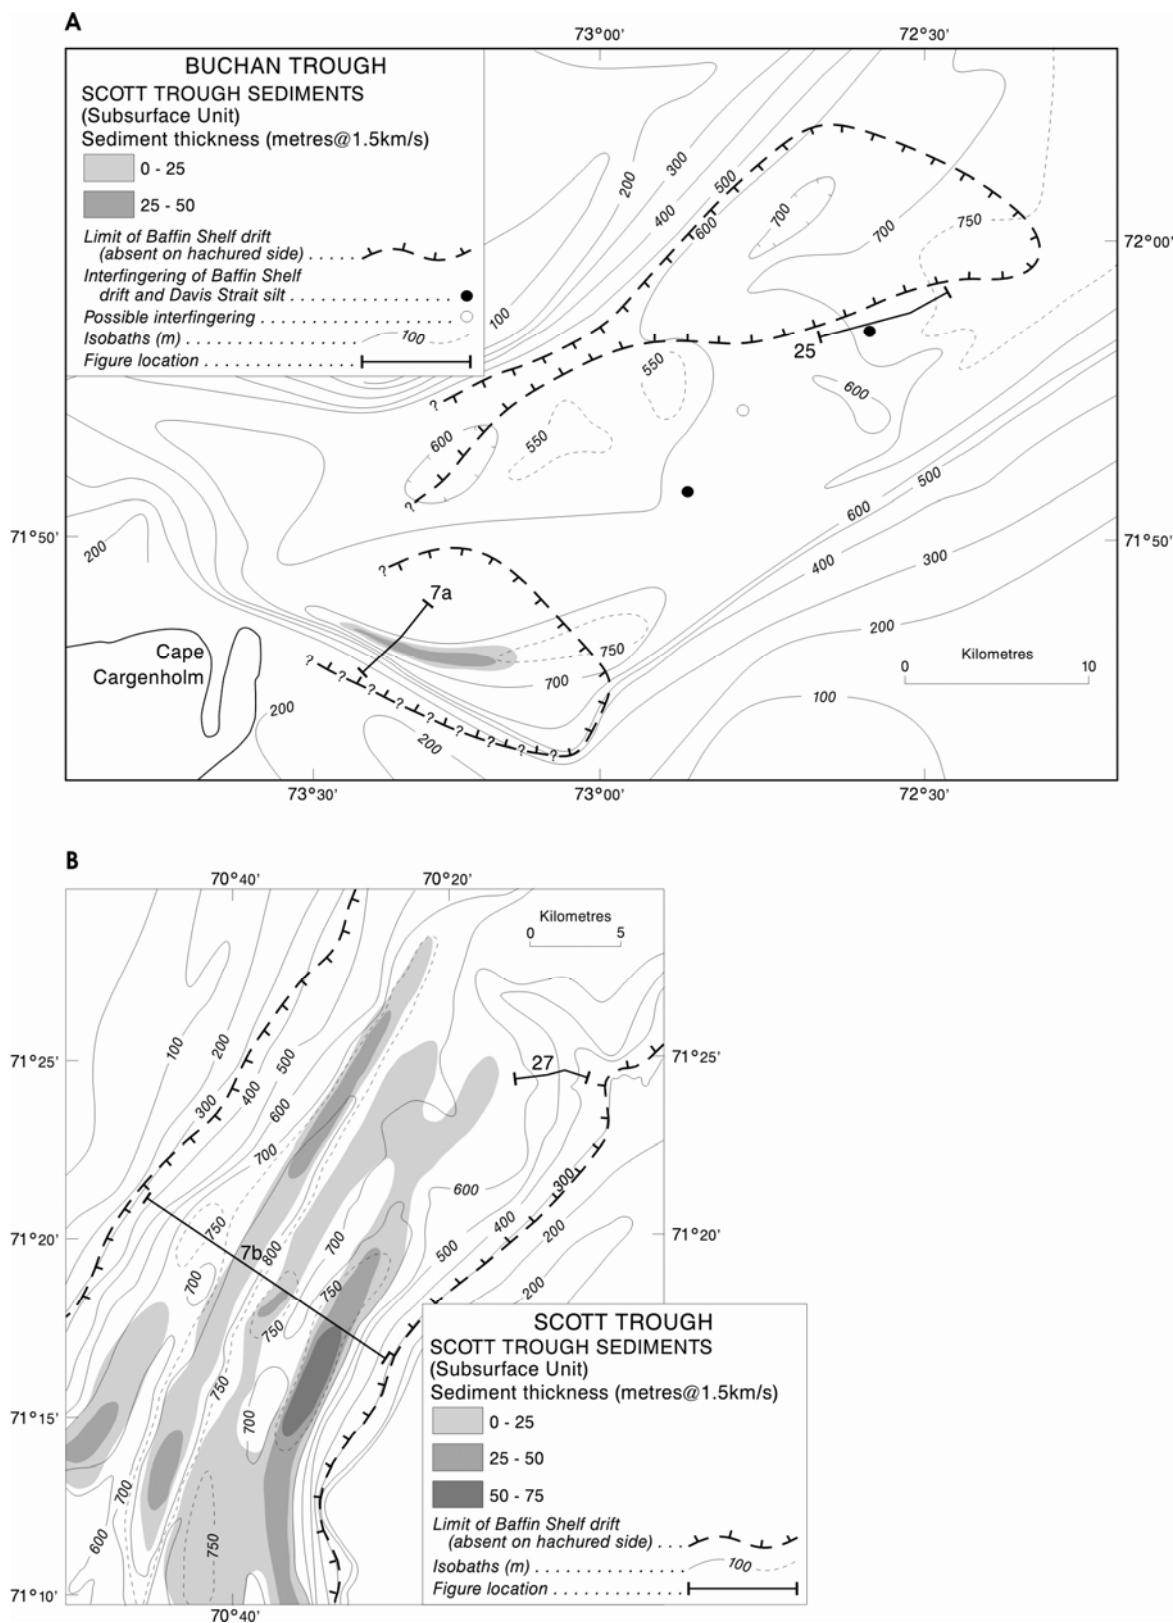 A
73°00'
72°30'
BUCHAN TROUGH
SCOTT TROUGH SEDIMENTS
(Subsurface Unit)
Sediment thickness (metres@1.5km/s)
0 - 25
25 - 50
Limit of Baffin Shelf drift
(absent on hachured side) . . . . . .
Interfingering of Baffin Shelf
drift and Davis Strait silt . . . . . . . . . . . . . . . . . .
Possible interfingering . . . . . . . . . . . . . . . . . . . . .
Isobaths (m) . . . . . . . . . . . . . . . . . 100
Figure location . . . . . . . . . . . . . . . .
200
300
400
500
600
700
700
750
72°00'
72°00'
100
25
550
600
600
550
?
?
500
600
400
300
200
100
71°50'
71°50'
200
?
7a
750
700
Cape
Cargenholm
?
?
?
?
?
?
?
?
?
?
200
200
Kilometres
0
10
73°30'
73°00'
72°30'
B
70°40'
70°20'
Kilometres
0
5
100
200
300
400
500
600
700
27
71°25'
71°25'
600
300
400
500
200
200
71°20'
71°20'
750
700
7b
800
700
750
750
750
700
71°15'
700
600
750
71°10'
70°40'
SCOTT TROUGH
SCOTT TROUGH SEDIMENTS
(Subsurface Unit)
Sediment thickness (metres@1.5km/s)
0 - 25
25 - 50
50 - 75
Limit of Baffin Shelf drift
(absent on hachured side) . . .
Isobaths (m) . . . . . . . . . . . . . . 100
Figure location . . . . . . . . . . . . .